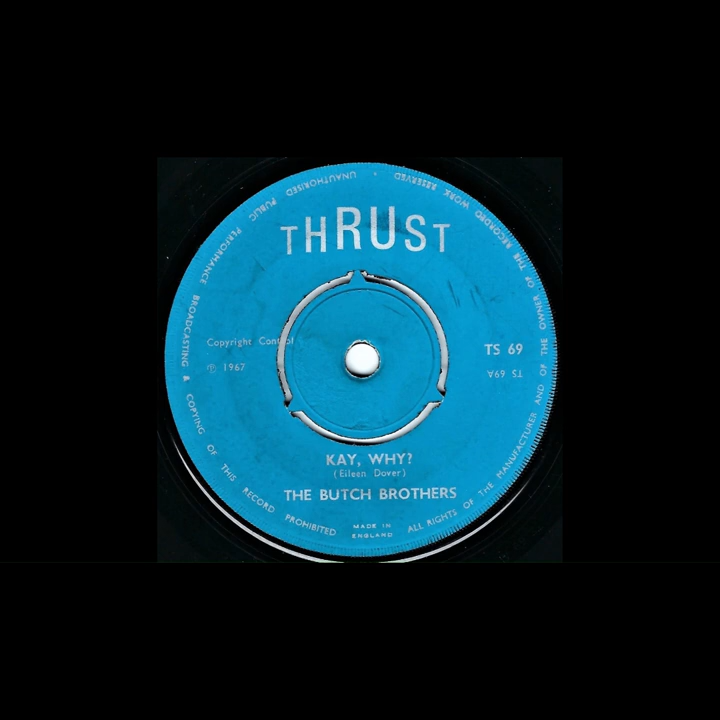 THRUST
Copyright Control
℗ 1967
TS 69
TS 69A
KAY, WHY?
(Eileen Dover)
THE BUTCH BROTHERS
MADE IN
ENGLAND
ALL RIGHTS OF THE MANUFACTURER AND OF THE OWNER OF THE RECORDED WORK RESERVED • UNAUTHORISED PUBLIC PERFORMANCE BROADCASTING & COPYING OF THIS RECORD PROHIBITED